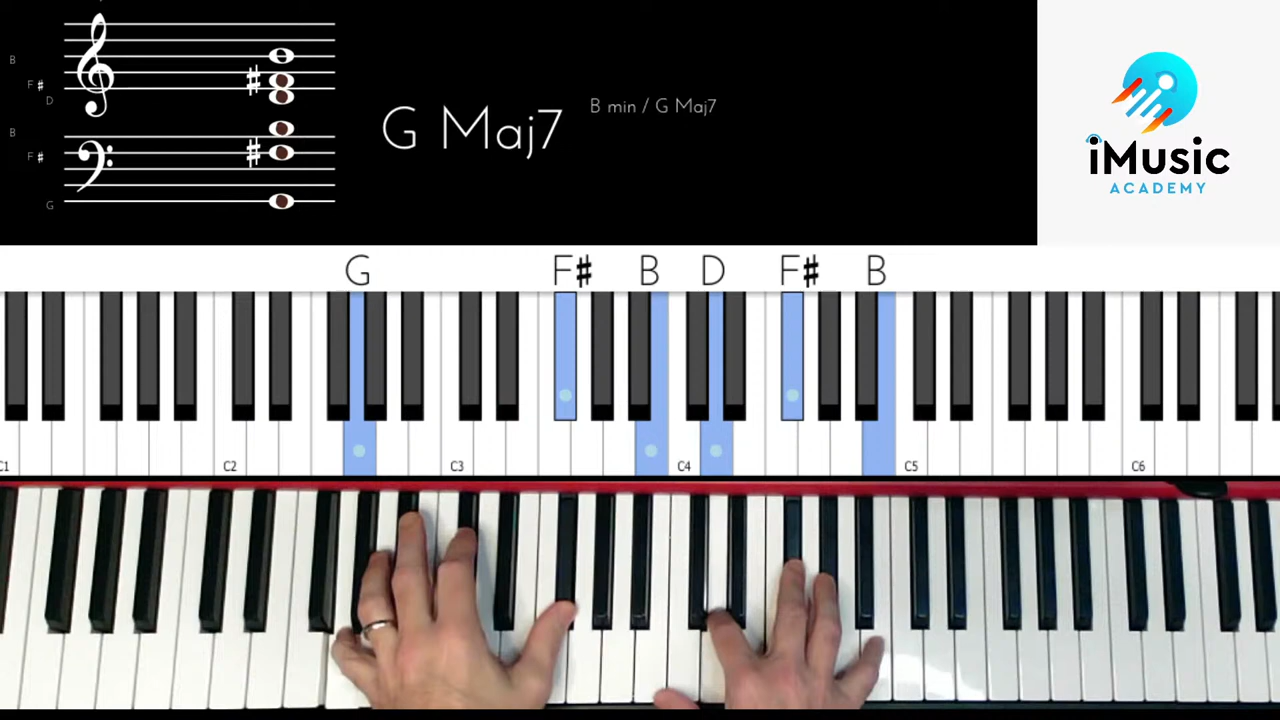 B
F♯
D
B
F♯
G
G Maj7
B min / G Maj7
iMusic
ACADEMY
G F♯ B D F♯ B
C1 C2 C3 C4 C5 C6